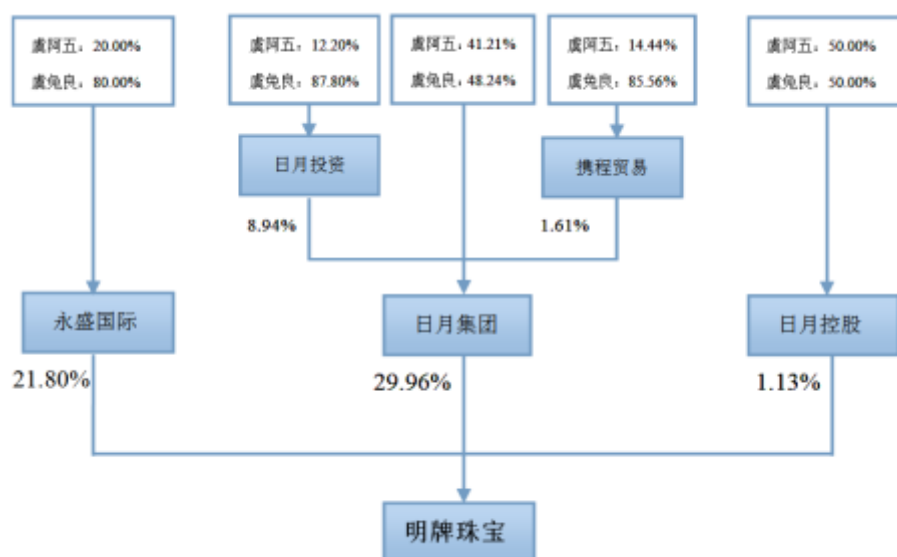 虞阿五：20.00%
虞兔良：80.00%
虞阿五：12.20%
虞兔良：87.80%
虞阿五：41.21%
虞兔良：48.24%
虞阿五：14.44%
虞兔良：85.56%
虞阿五：50.00%
虞兔良：50.00%
日月投资
携程贸易
8.94%
1.61%
永盛国际
日月集团
日月控股
21.80%
29.96%
1.13%
明牌珠宝